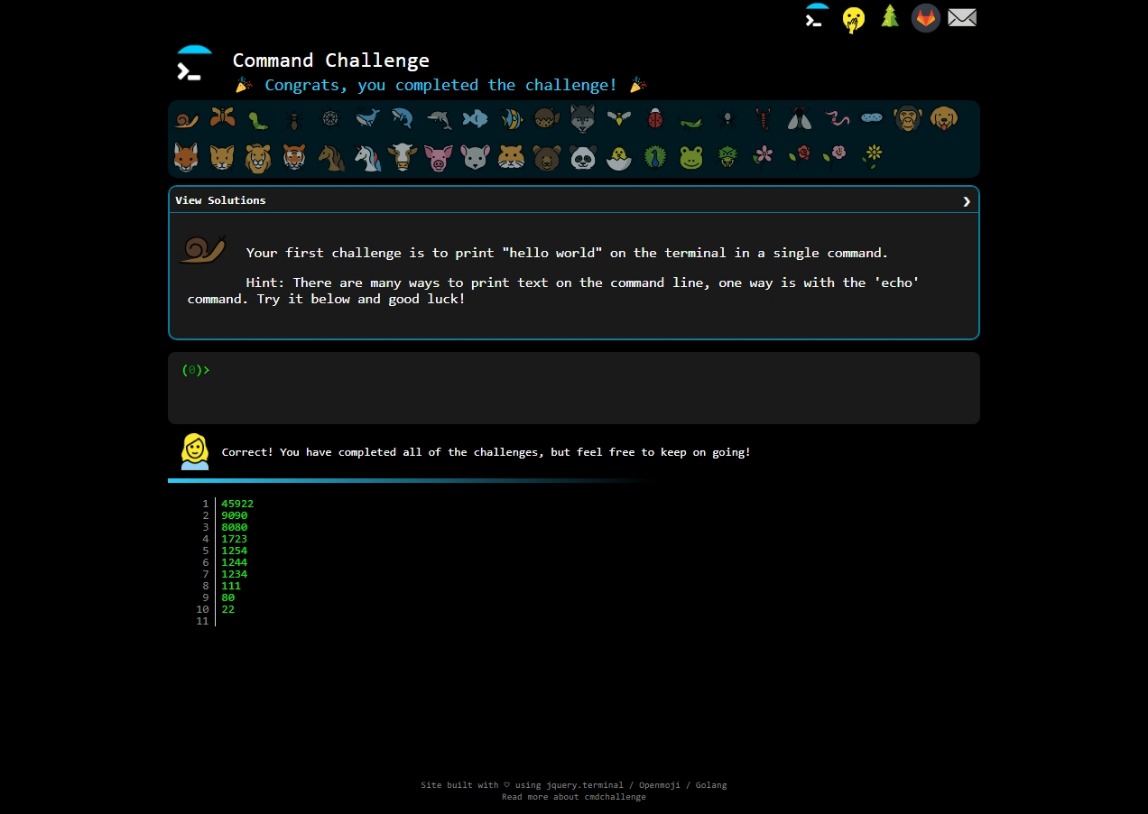 Command Challenge
🎉 Congrats, you completed the challenge! 🎉
View Solutions
Your first challenge is to print "hello world" on the terminal in a single command.
Hint: There are many ways to print text on the command line, one way is with the 'echo'
command. Try it below and good luck!
(0)>
Correct! You have completed all of the challenges, but feel free to keep on going!
1 45922
2 9090
3 8080
4 1723
5 1254
6 1244
7 1234
8 111
9 80
10 22
11
Site built with ♡ using jquery.terminal / Openmoji / Golang
Read more about cmdchallenge